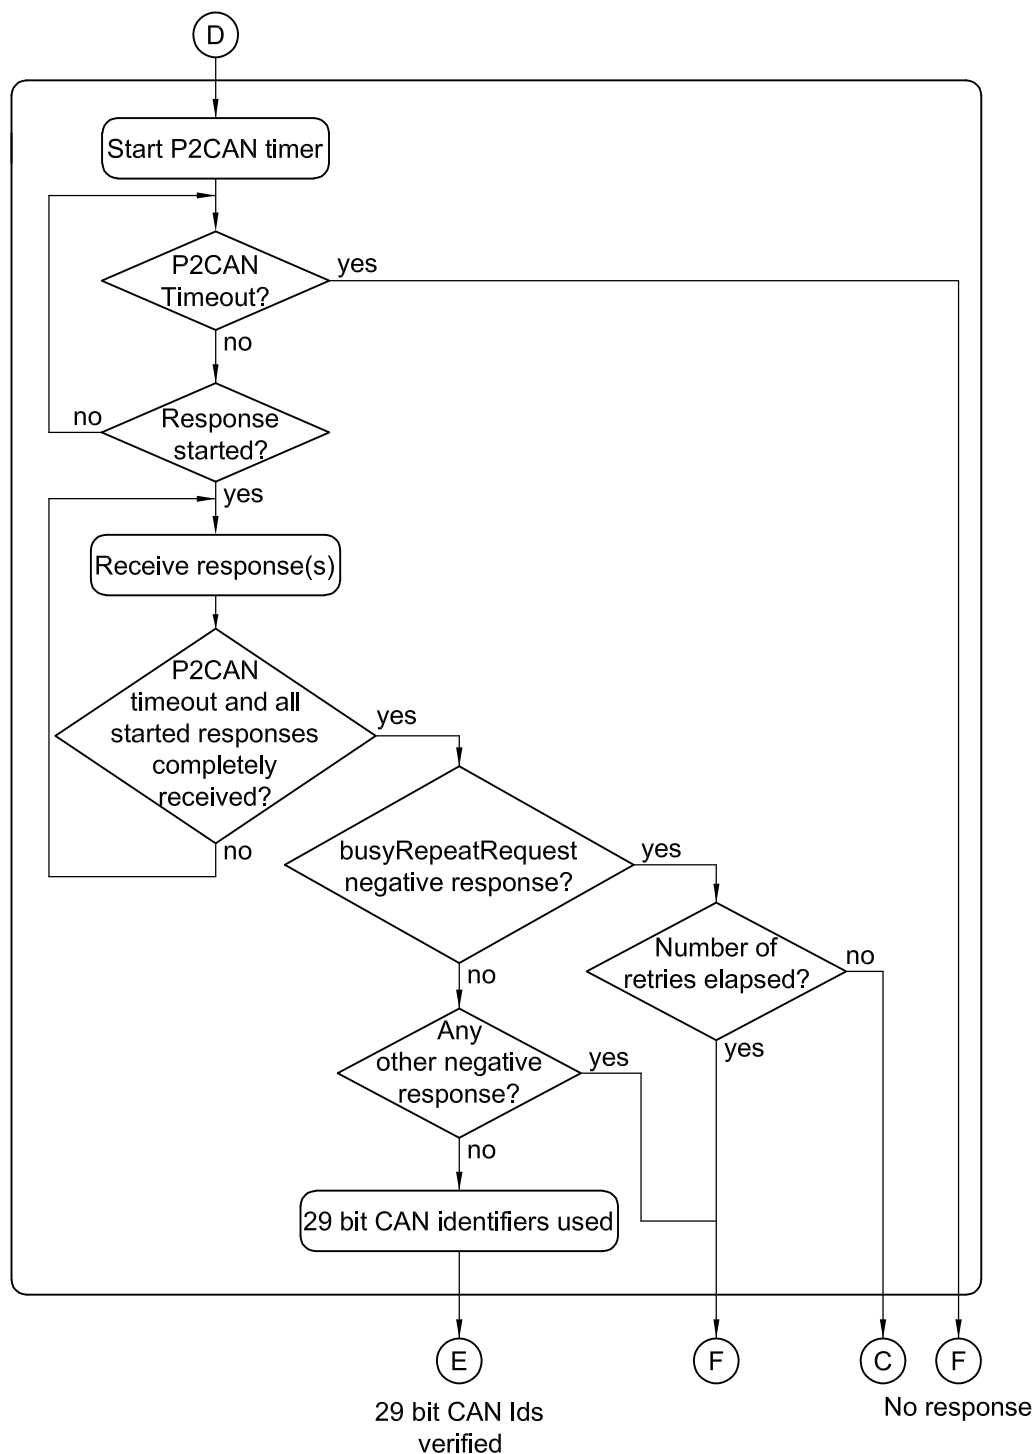 D
Start P2CAN timer
P2CAN
Timeout?
yes
no
no
Response
started?
yes
Receive response(s)
P2CAN
timeout and all
started responses
completely
received?
yes
no
busyRepeatRequest
negative response?
yes
no
Number of
retries elapsed?
no
yes
Any
other negative
response?
yes
no
29 bit CAN identifiers used
E
F
C
F
29 bit CAN Ids
verified
No response